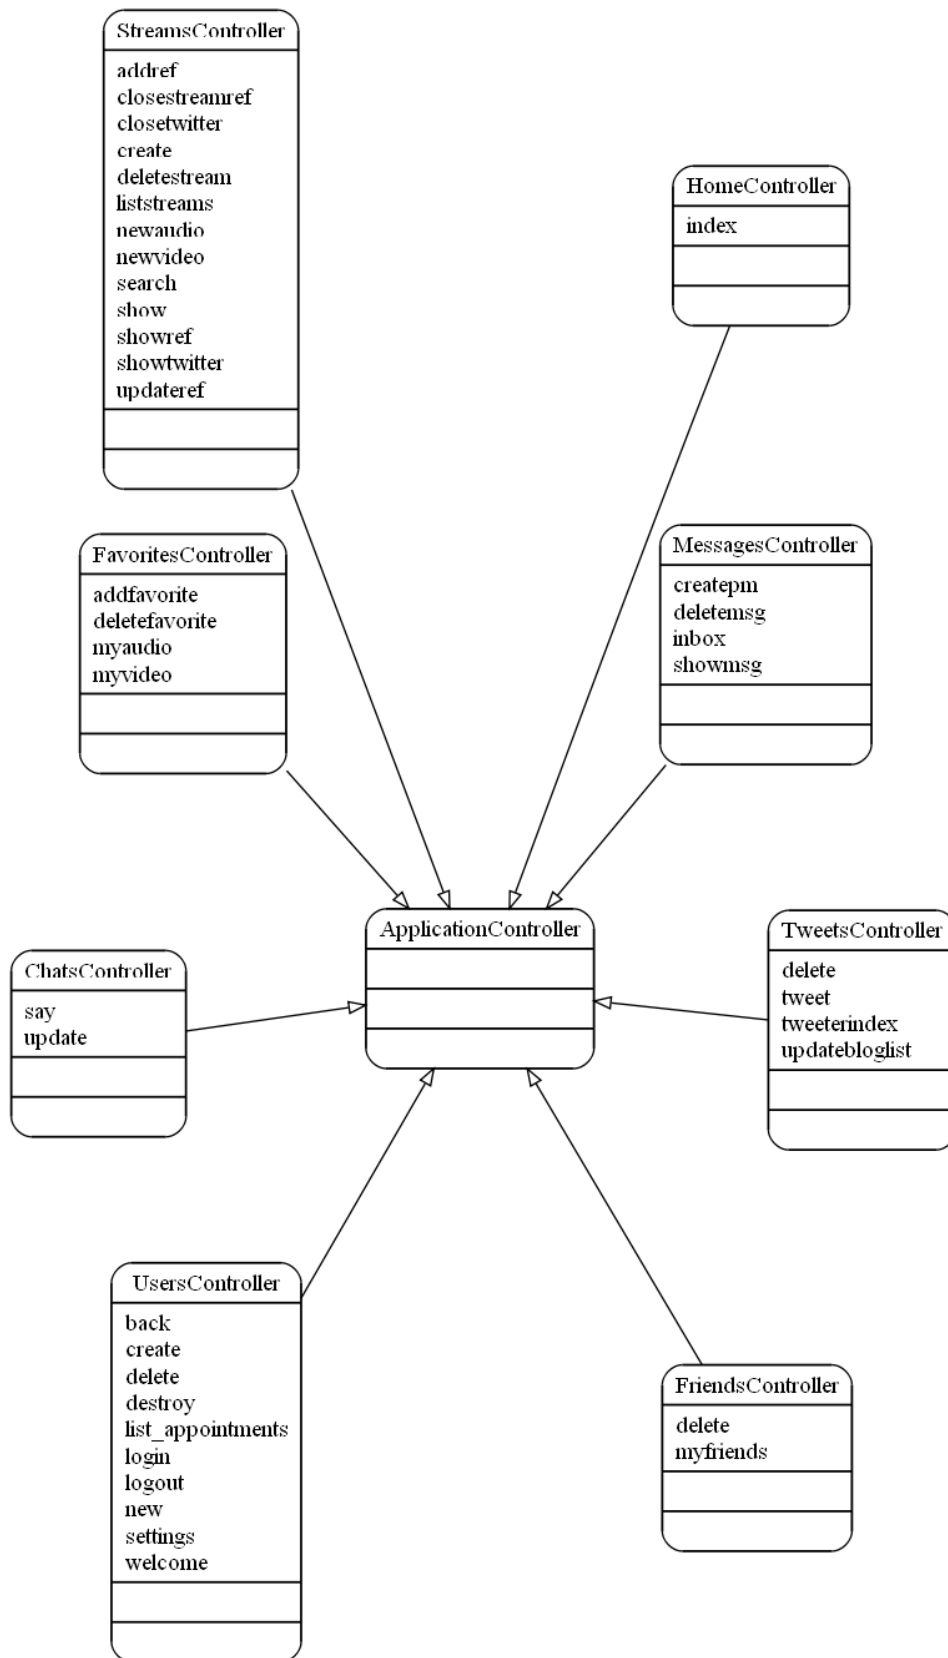 StreamsController
addref
closestreamref
closetwitter
create
deletestream
liststreams
newaudio
newvideo
search
show
showref
showtwitter
updateref
HomeController
index
FavoritesController
addfavorite
deletefavorite
myaudio
myvideo
MessagesController
createpm
deletemsg
inbox
showmsg
ApplicationController
ChatsController
say
update
TweetsController
delete
tweet
tweeterindex
updatebloglist
UsersController
back
create
delete
destroy
list_appointments
login
logout
new
settings
welcome
FriendsController
delete
myfriends